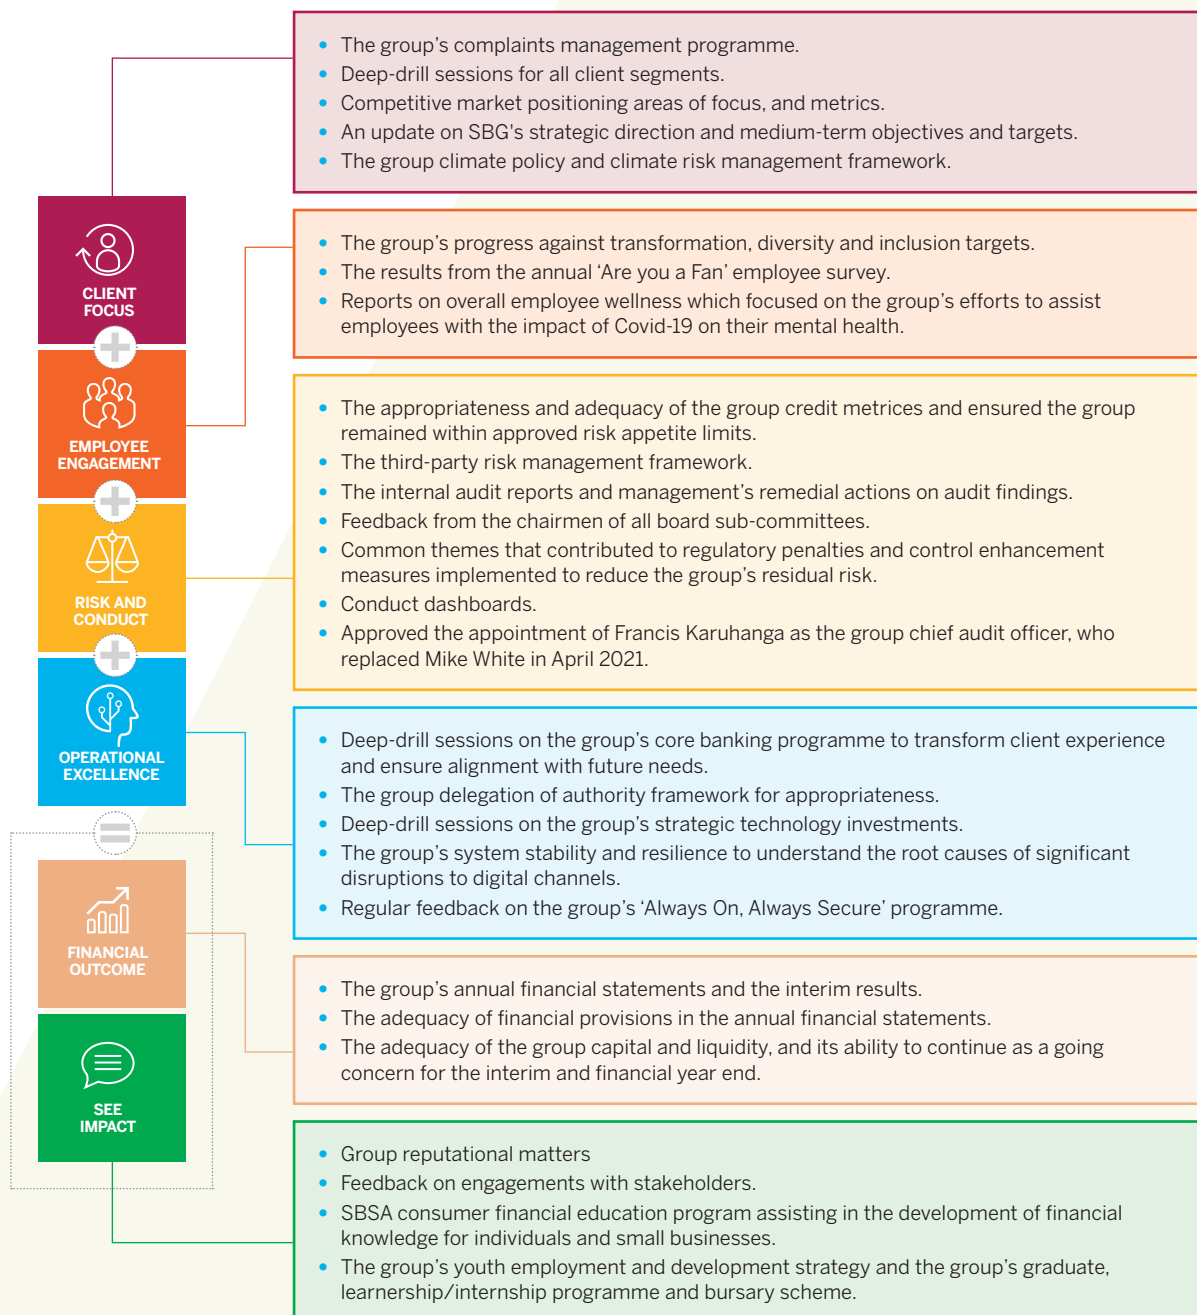 • The group’s complaints management programme.
• Deep-drill sessions for all client segments.
• Competitive market positioning areas of focus, and metrics.
• An update on SBG's strategic direction and medium-term objectives and targets.
• The group climate policy and climate risk management framework.
CLIENT
FOCUS
• The group’s progress against transformation, diversity and inclusion targets.
• The results from the annual ‘Are you a Fan’ employee survey.
• Reports on overall employee wellness which focused on the group’s efforts to assist
employees with the impact of Covid-19 on their mental health.
+
EMPLOYEE
ENGAGEMENT
• The appropriateness and adequacy of the group credit metrices and ensured the group
remained within approved risk appetite limits.
• The third-party risk management framework.
• The internal audit reports and management’s remedial actions on audit findings.
• Feedback from the chairmen of all board sub-committees.
• Common themes that contributed to regulatory penalties and control enhancement
measures implemented to reduce the group’s residual risk.
• Conduct dashboards.
• Approved the appointment of Francis Karuhanga as the group chief audit officer, who
replaced Mike White in April 2021.
+
RISK AND
CONDUCT
+
OPERATIONAL
EXCELLENCE
• Deep-drill sessions on the group’s core banking programme to transform client experience
and ensure alignment with future needs.
• The group delegation of authority framework for appropriateness.
• Deep-drill sessions on the group’s strategic technology investments.
• The group’s system stability and resilience to understand the root causes of significant
disruptions to digital channels.
• Regular feedback on the group’s ‘Always On, Always Secure’ programme.
=
FINANCIAL
OUTCOME
• The group’s annual financial statements and the interim results.
• The adequacy of financial provisions in the annual financial statements.
• The adequacy of the group capital and liquidity, and its ability to continue as a going
concern for the interim and financial year end.
SEE
IMPACT
• Group reputational matters
• Feedback on engagements with stakeholders.
• SBSA consumer financial education program assisting in the development of financial
knowledge for individuals and small businesses.
• The group’s youth employment and development strategy and the group’s graduate,
learnership/internship programme and bursary scheme.